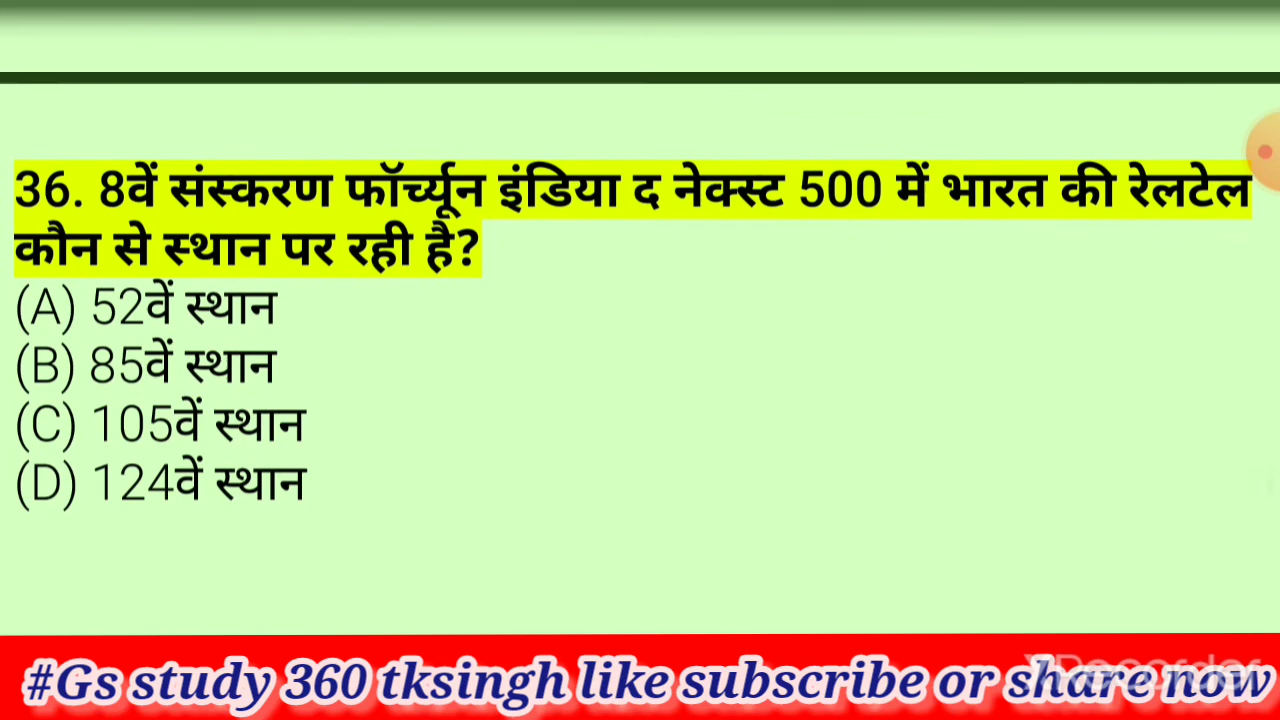 36. 8वें संस्करण फॉर्च्यून इंडिया द नेक्स्ट 500 में भारत की रेलटेल
कौन से स्थान पर रही है?
(A) 52वें स्थान
(B) 85वें स्थान
(C) 105वें स्थान
(D) 124वें स्थान
#Gs study 360 tksingh like subscribe or share now
XRecorder